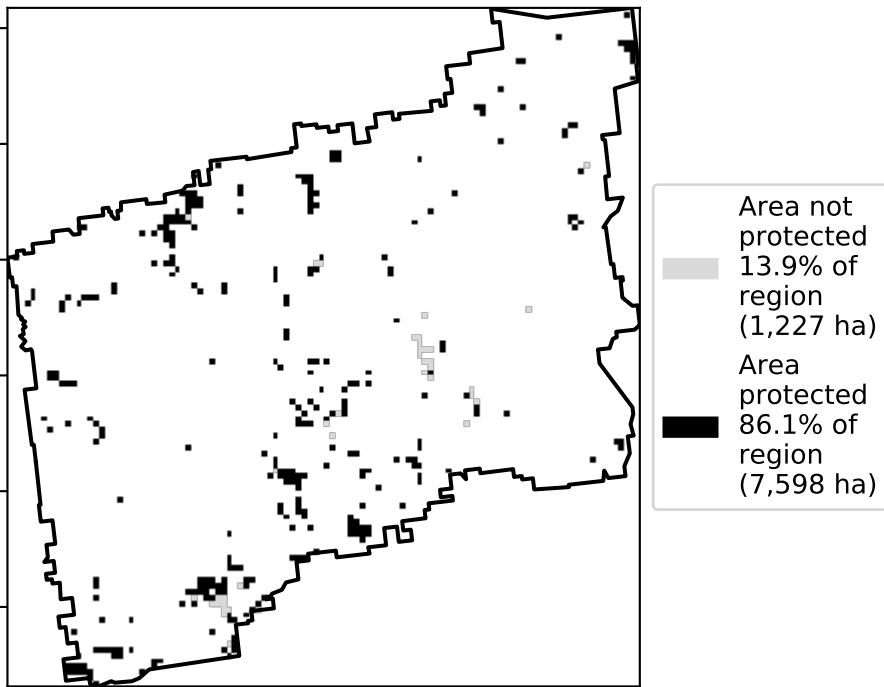 Area not
protected
13.9% of
region
(1,227 ha)
Area
protected
86.1% of
region
(7,598 ha)